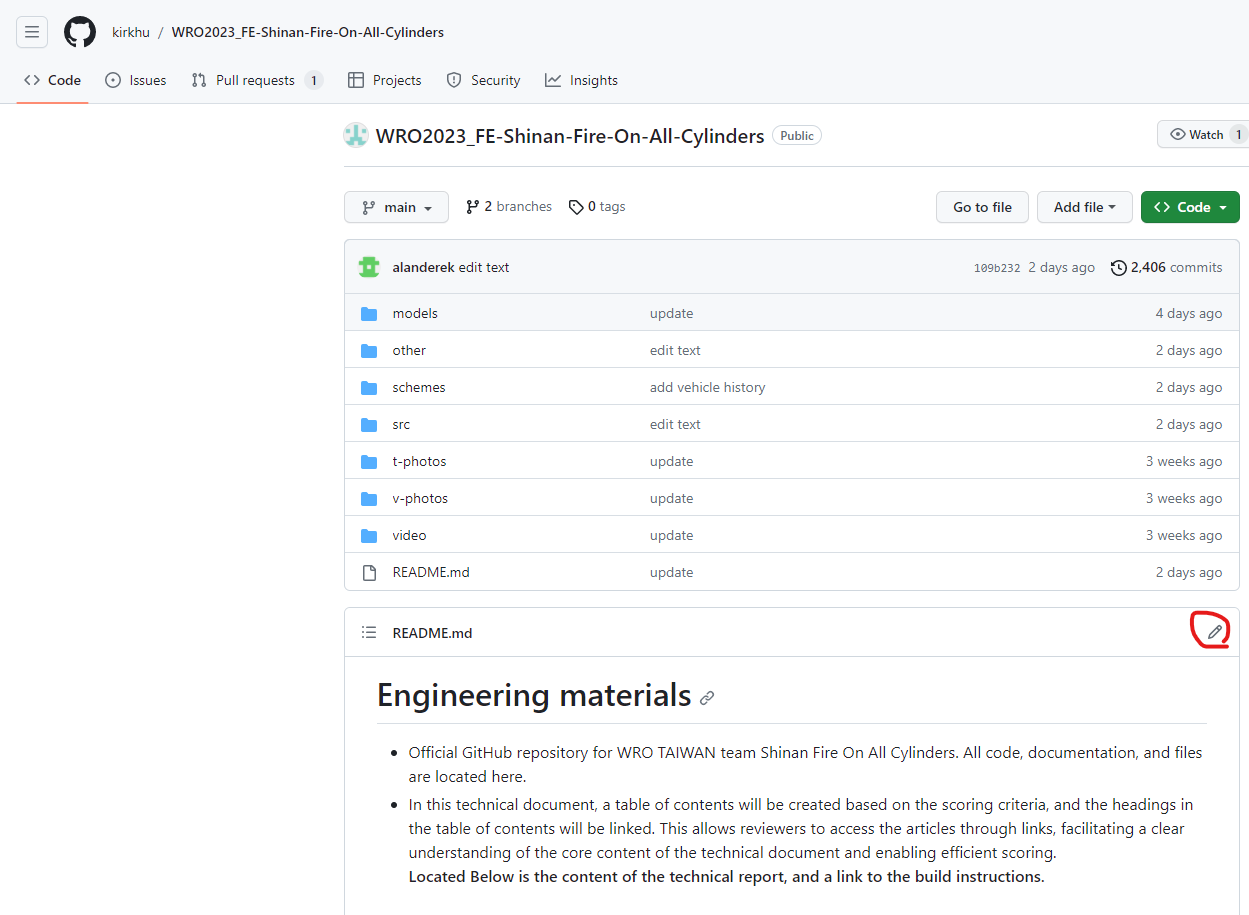 kirkhu / WRO2023_FE-Shinan-Fire-On-All-Cylinders
Code Issues Pull requests 1 Projects Security Insights
WRO2023_FE-Shinan-Fire-On-All-Cylinders Public Watch 1
main 2 branches 0 tags Go to file Add file Code
alanderek edit text 109b232 2 days ago 2,406 commits
models update 4 days ago
other edit text 2 days ago
schemes add vehicle history 2 days ago
src edit text 2 days ago
t-photos update 3 weeks ago
v-photos update 3 weeks ago
video update 3 weeks ago
README.md update 2 days ago
README.md
Engineering materials
Official GitHub repository for WRO TAIWAN team Shinan Fire On All Cylinders. All code, documentation, and files
are located here.
In this technical document, a table of contents will be created based on the scoring criteria, and the headings in
the table of contents will be linked. This allows reviewers to access the articles through links, facilitating a clear
understanding of the core content of the technical document and enabling efficient scoring.
Located Below is the content of the technical report, and a link to the build instructions.